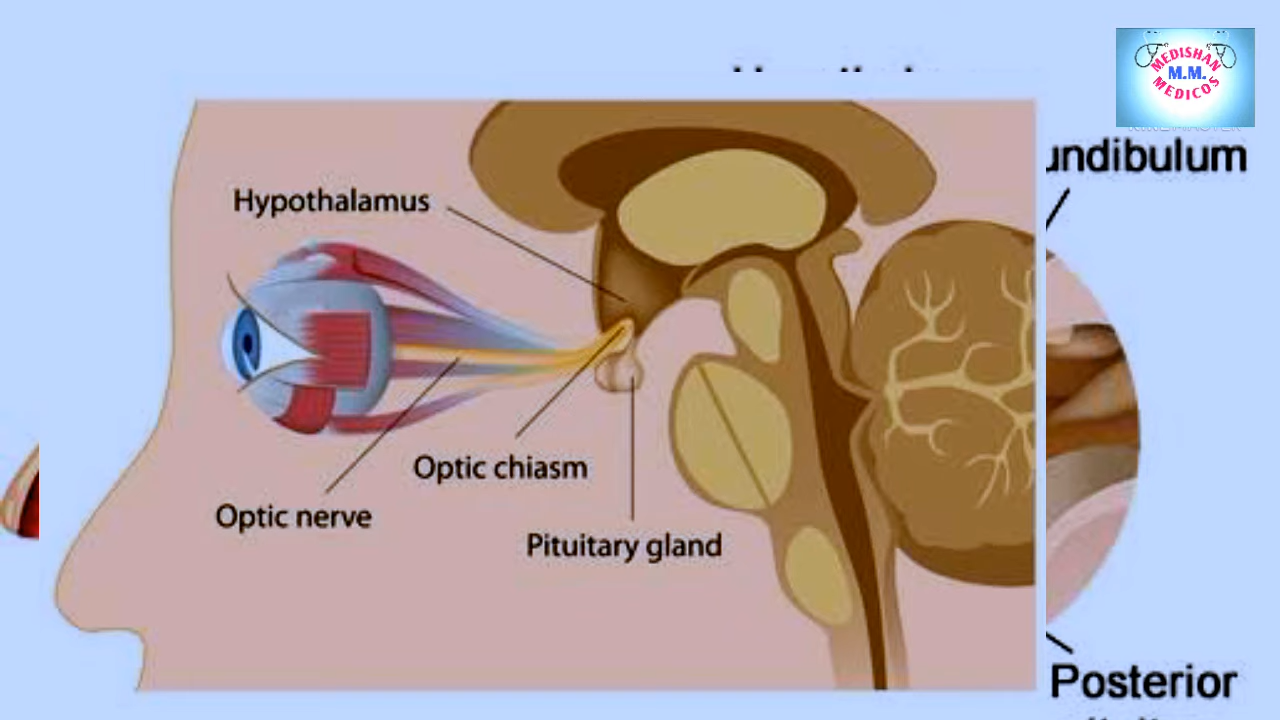 MEDISHAN
M.M.
MEDICOS
undibulum
Hypothalamus
Optic chiasm
Optic nerve
Pituitary gland
Posterior